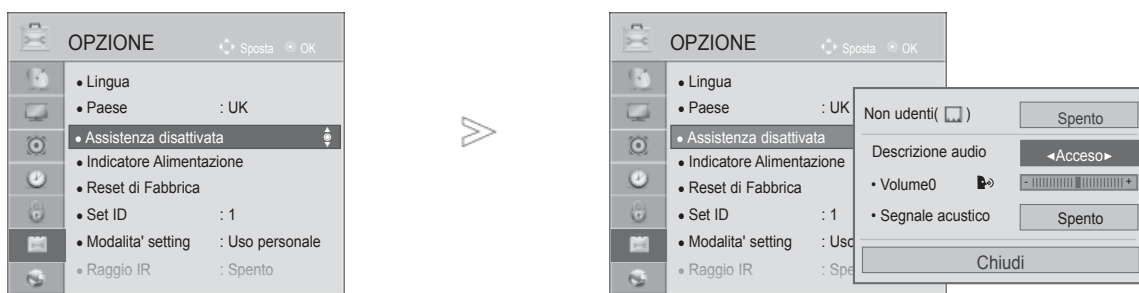 OPZIONE Sposta OK
• Lingua
• Paese : UK
• Assistenza disattivata
• Indicatore Alimentazione
• Reset di Fabbrica
• Set ID : 1
• Modalita' setting : Uso personale
• Raggio IR : Spento
OPZIONE Sposta OK
• Lingua
• Paese : UK
• Assistenza disattivata
• Indicatore Alimentazione
• Reset di Fabbrica
• Set ID : 1
• Modalita' setting : Uso
• Raggio IR : Spe
Non udenti( ) Spento
Descrizione audio ◄Acceso►
• Volume0 - +
• Segnale acustico Spento
Chiudi